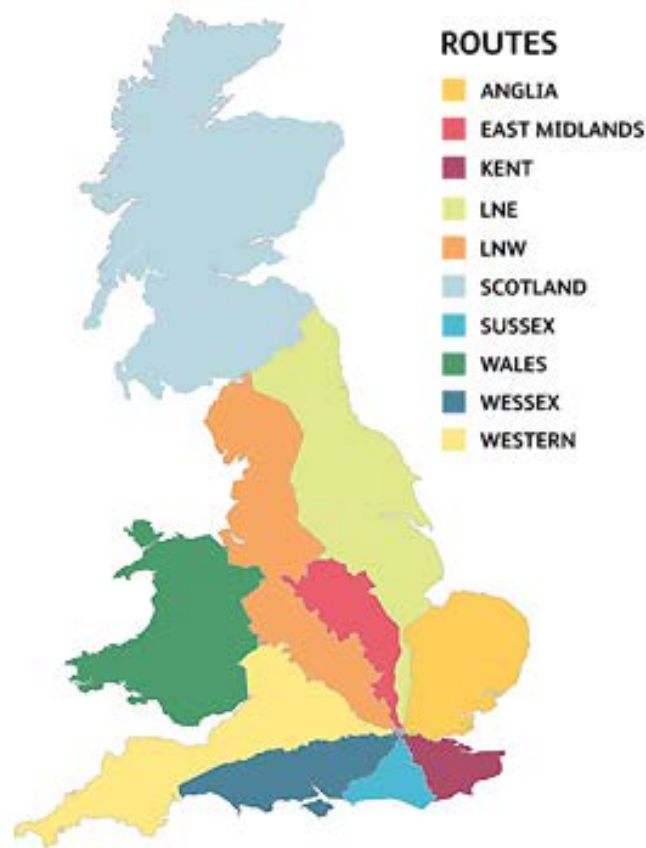 ROUTES
ANGLIA
EAST MIDLANDS
KENT
LNE
LNW
SCOTLAND
SUSSEX
WALES
WESSEX
WESTERN